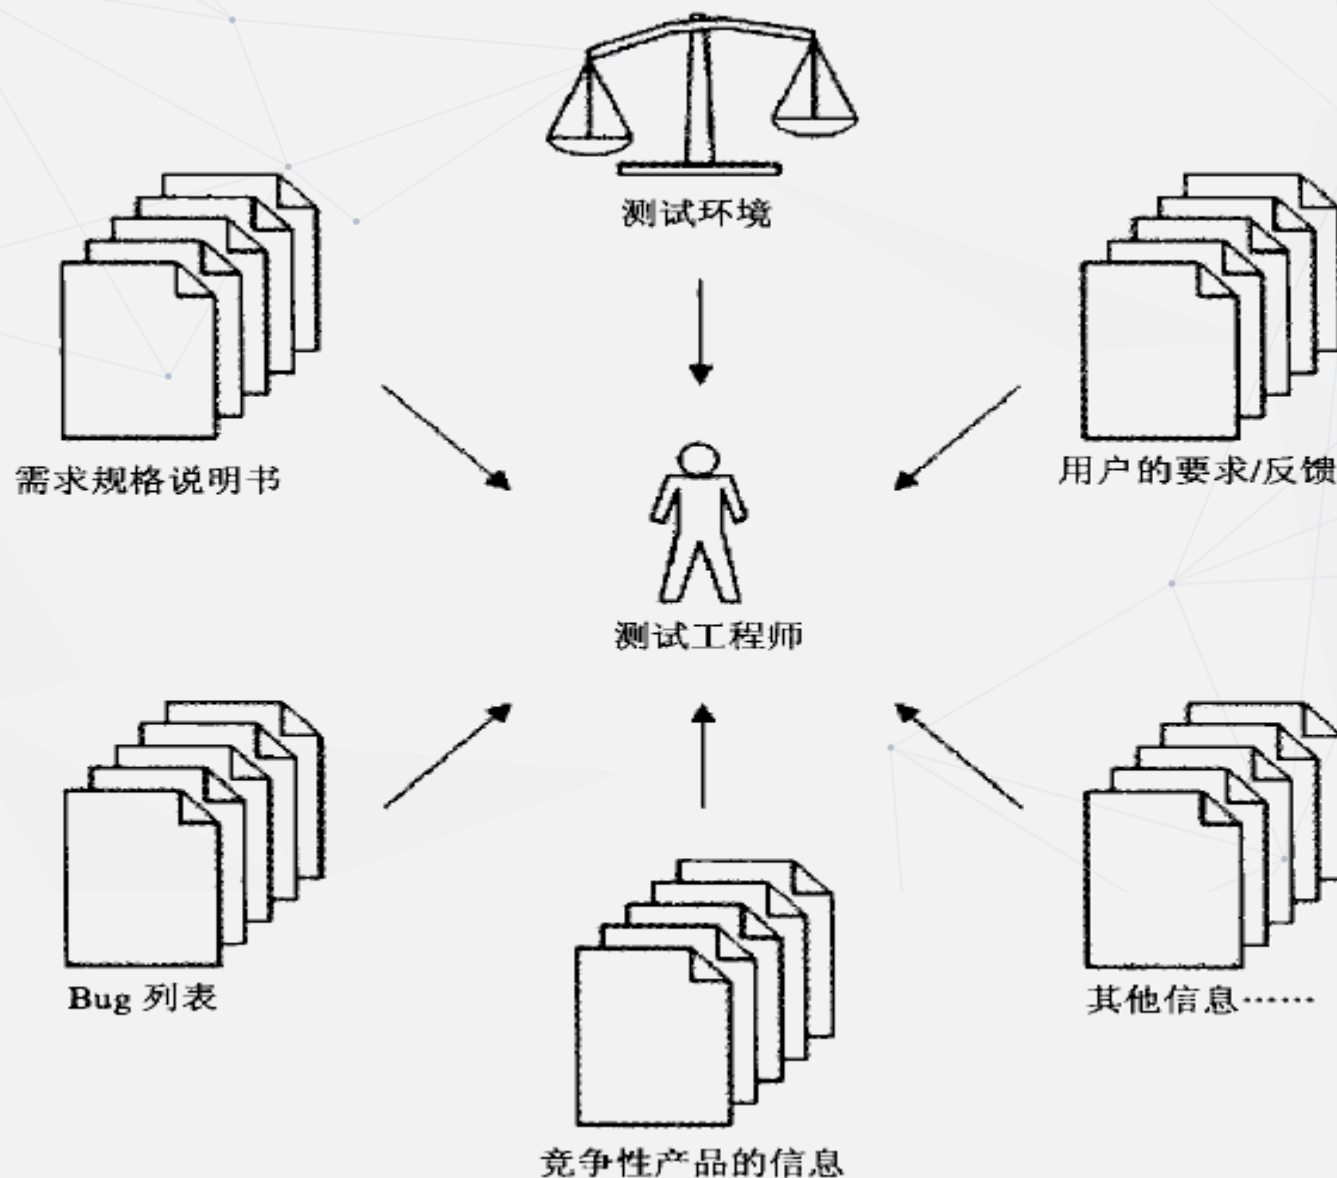 测试环境
需求规格说明书
用户的要求/反馈
测试工程师
Bug 列表
其他信息……
竞争性产品的信息